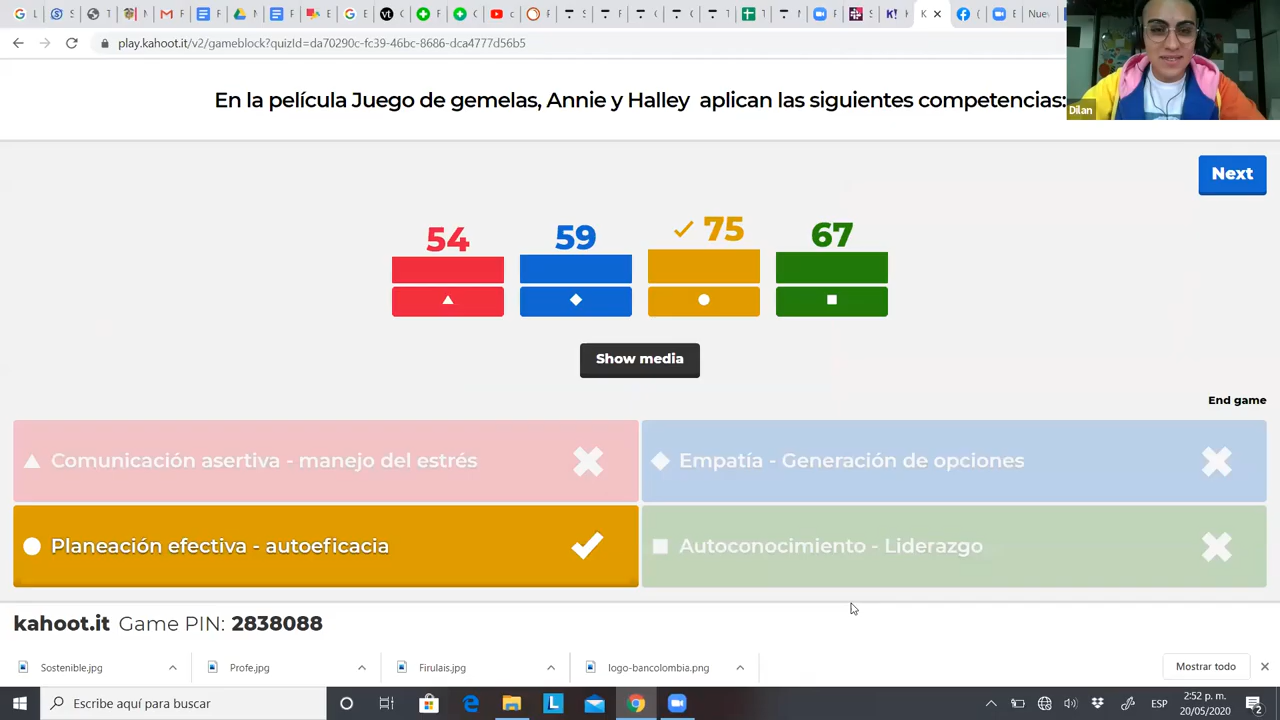 play.kahoot.it/v2/gameblock?quizId=da70290c-fc39-46bc-8686-dca4777d56b5
En la película Juego de gemelas, Annie y Halley aplican las siguientes competencias:
Dilan
Next
54
59
75
67
Show media
End game
Comunicación asertiva - manejo del estrés
Empatía - Generación de opciones
Planeación efectiva - autoeficacia
Autoconocimiento - Liderazgo
kahoot.it Game PIN: 2838088
Sostenible.jpg
Profe.jpg
Firulais.jpg
logo-bancolombia.png
Mostrar todo
Escribe aquí para buscar
ESP
2:52 p. m.
20/05/2020
2